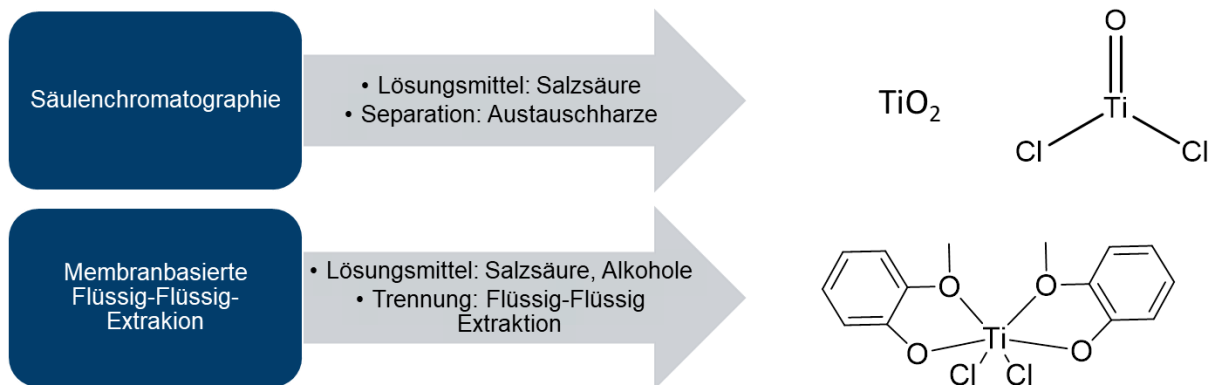 Säulenchromatographie
• Lösungsmittel: Salzsäure
• Separation: Austauschharze
TiO₂
O
Ti
Cl
Cl
Membranbasierte
Flüssig-Flüssig-
Extrakion
• Lösungsmittel: Salzsäure, Alkohole
• Trennung: Flüssig-Flüssig
Extraktion
O
O
Ti
O
O
Cl
Cl